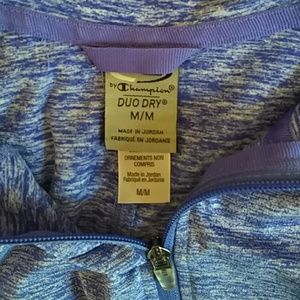 by Champion®
DUO DRY®
M/M
MADE IN JORDAN
FABRIQUÉ EN JORDANIE
ORNEMENTS NON
COMPRIS
Made in Jordan
Fabriqué en Jordanie
M/M